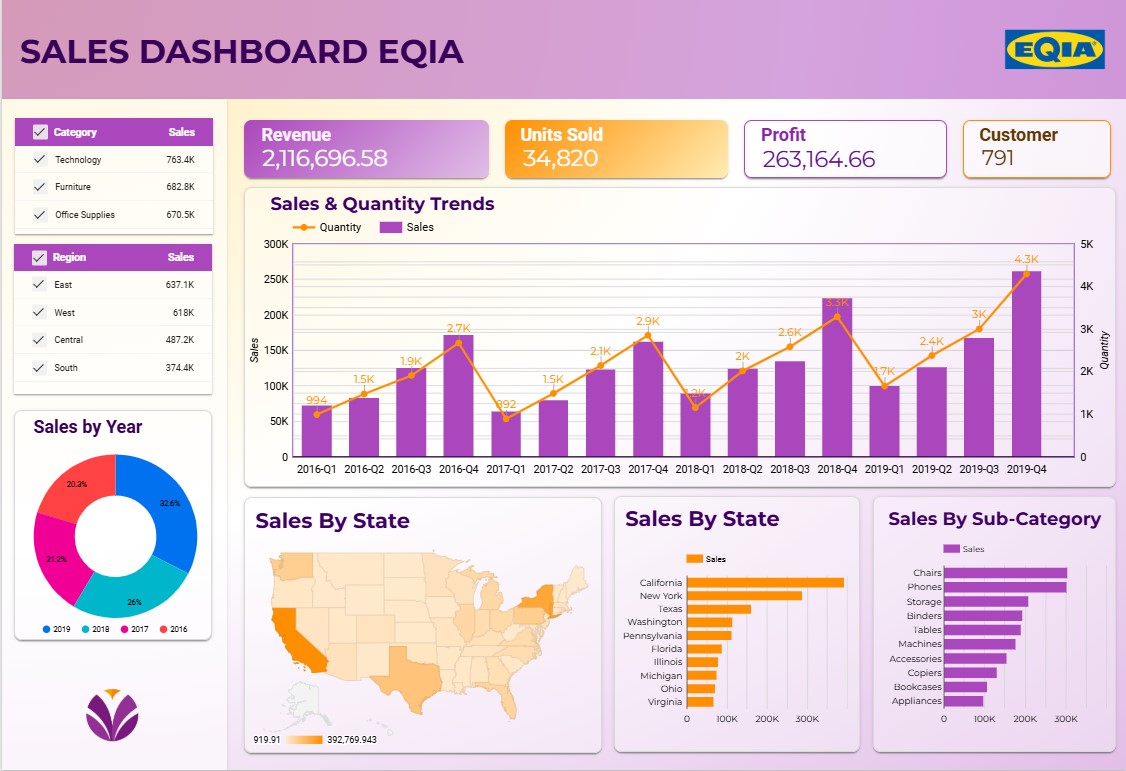 SALES DASHBOARD EQIA
EQIA
Category Sales
Technology 763.4K
Furniture 682.8K
Office Supplies 670.5K
Region Sales
East 637.1K
West 618K
Central 487.2K
South 374.4K
Sales by Year
20.3%
32.6%
21.2%
26%
2019 2018 2017 2016
Revenue
2,116,696.58
Units Sold
34,820
Profit
263,164.66
Customer
791
Sales & Quantity Trends
Quantity Sales
300K
250K
200K
150K
100K
50K
0
Sales
994
1.5K
1.9K
2.7K
892
1.5K
2.1K
2.9K
1.2K
2K
2.6K
3.3K
1.7K
2.4K
3K
4.3K
5K
4K
3K
2K
1K
0
Quantity
2016-Q1 2016-Q2 2016-Q3 2016-Q4 2017-Q1 2017-Q2 2017-Q3 2017-Q4 2018-Q1 2018-Q2 2018-Q3 2018-Q4 2019-Q1 2019-Q2 2019-Q3 2019-Q4
Sales By State
919.91 392,769.943
Sales By State
Sales
California
New York
Texas
Washington
Pennsylvania
Florida
Illinois
Michigan
Ohio
Virginia
0 100K 200K 300K
Sales By Sub-Category
Sales
Chairs
Phones
Storage
Binders
Tables
Machines
Accessories
Copiers
Bookcases
Appliances
0 100K 200K 300K